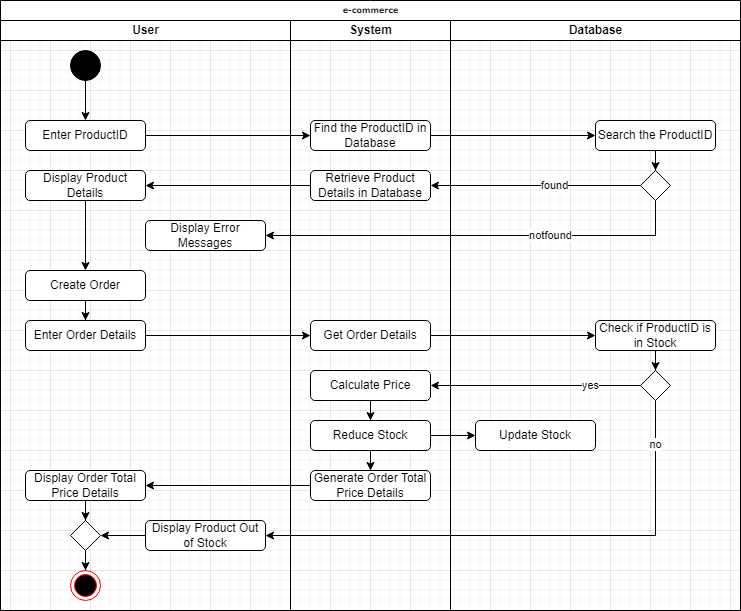 e-commerce
User
System
Database
Enter ProductID
Find the ProductID in
Database
Search the ProductID
Display Product
Details
Retrieve Product
Details in Database
found
Display Error
Messages
notfound
Create Order
Enter Order Details
Get Order Details
Check if ProductID is
in Stock
Calculate Price
yes
Reduce Stock
Update Stock
no
Display Order Total
Price Details
Generate Order Total
Price Details
Display Product Out
of Stock